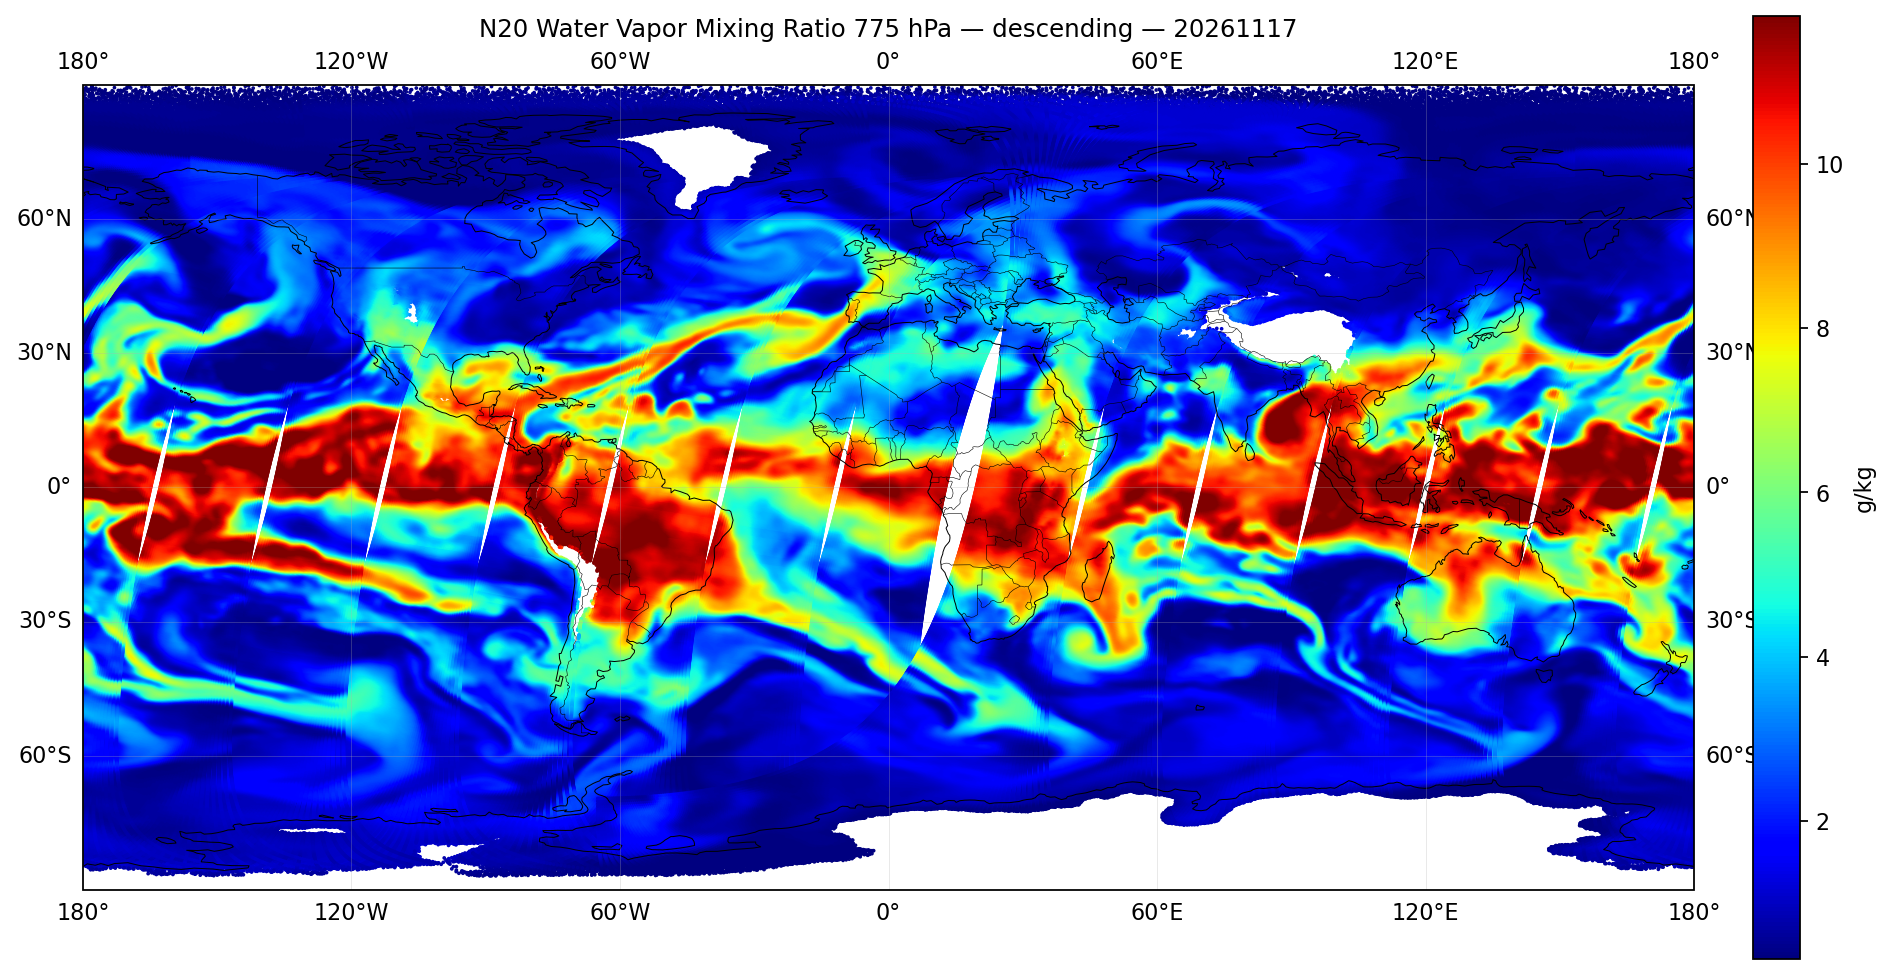 N20 Water Vapor Mixing Ratio 775 hPa — descending — 20261117
180° 120°W 60°W 0° 60°E 120°E 180°
60°N 60°N
30°N 30°N
0° 0°
30°S 30°S
60°S 60°S
180° 120°W 60°W 0° 60°E 120°E 180°
10
8
6
4
2
g/kg